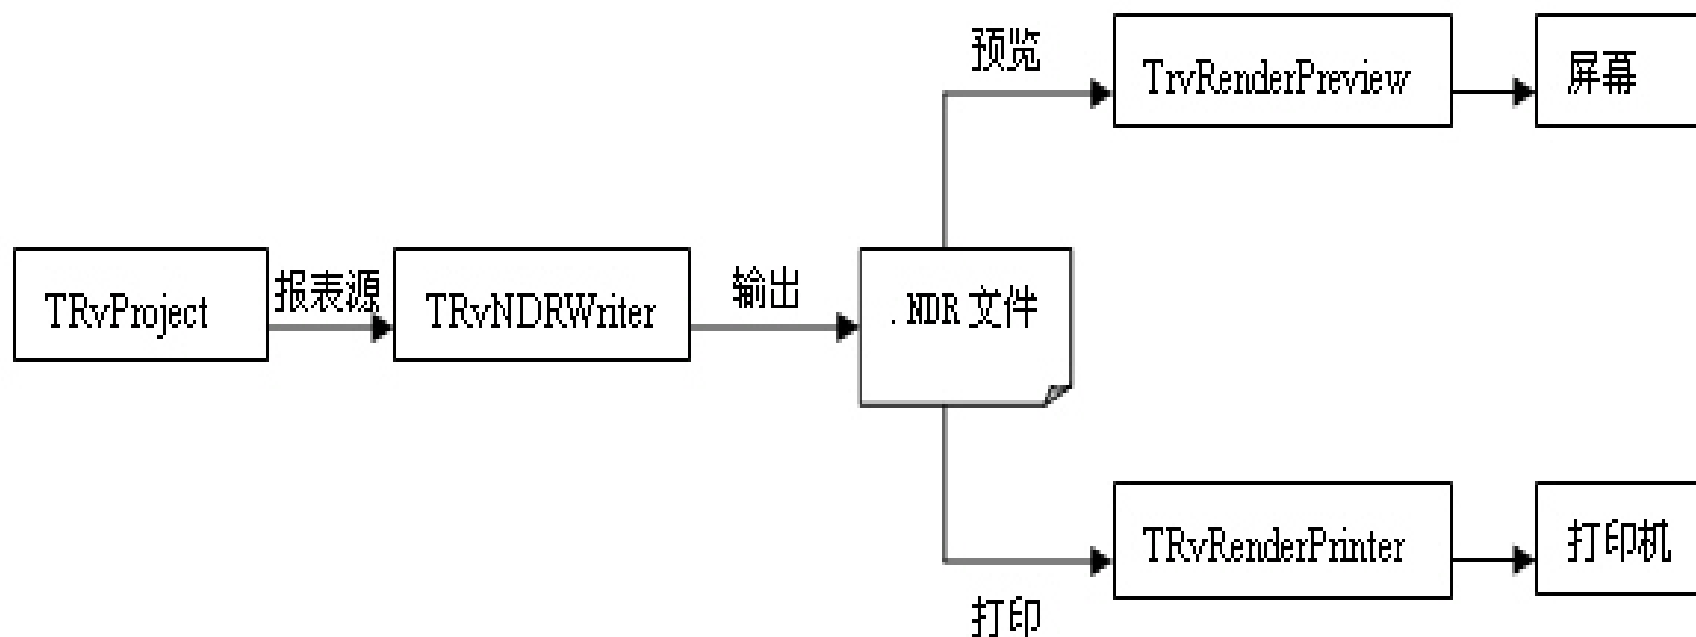 预览
TrvRenderPreview
屏幕
TRvProject
报表源
TRvNDRWriter
输出
.NDR 文件
TRvRenderPrinter
打印机
打印